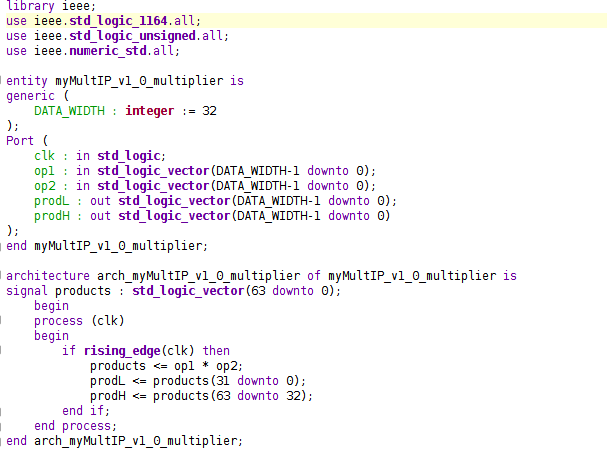 library ieee;
use ieee.std_logic_1164.all;
use ieee.std_logic_unsigned.all;
use ieee.numeric_std.all;
entity myMultIP_v1_0_multiplier is
generic (
DATA_WIDTH : integer := 32
);
Port (
clk : in std_logic;
op1 : in std_logic_vector(DATA_WIDTH-1 downto 0);
op2 : in std_logic_vector(DATA_WIDTH-1 downto 0);
prodL : out std_logic_vector(DATA_WIDTH-1 downto 0);
prodH : out std_logic_vector(DATA_WIDTH-1 downto 0)
);
end myMultIP_v1_0_multiplier;
architecture arch_myMultIP_v1_0_multiplier of myMultIP_v1_0_multiplier is
signal products : std_logic_vector(63 downto 0);
begin
process (clk)
begin
if rising_edge(clk) then
products <= op1 * op2;
prodL <= products(31 downto 0);
prodH <= products(63 downto 32);
end if;
end process;
end arch_myMultIP_v1_0_multiplier;